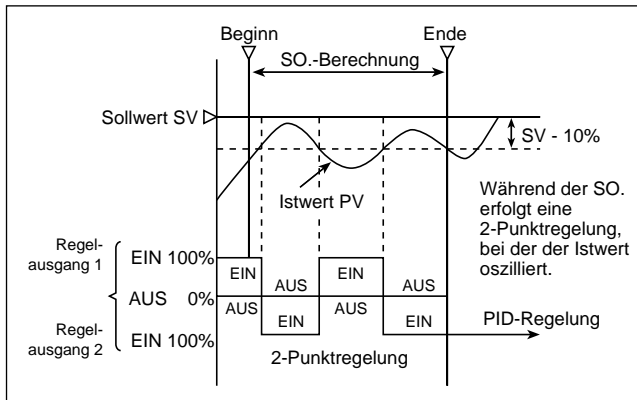 Beginn
Ende
SO.-Berechnung
Sollwert SV
SV - 10%
Istwert PV
Während der SO.
erfolgt eine
2-Punktregelung,
bei der der Istwert
oszilliert.
Regel-
ausgang 1
EIN 100%
EIN
AUS
EIN
AUS
AUS 0%
AUS
EIN
AUS
EIN
Regel-
ausgang 2
EIN 100%
PID-Regelung
2-Punktregelung